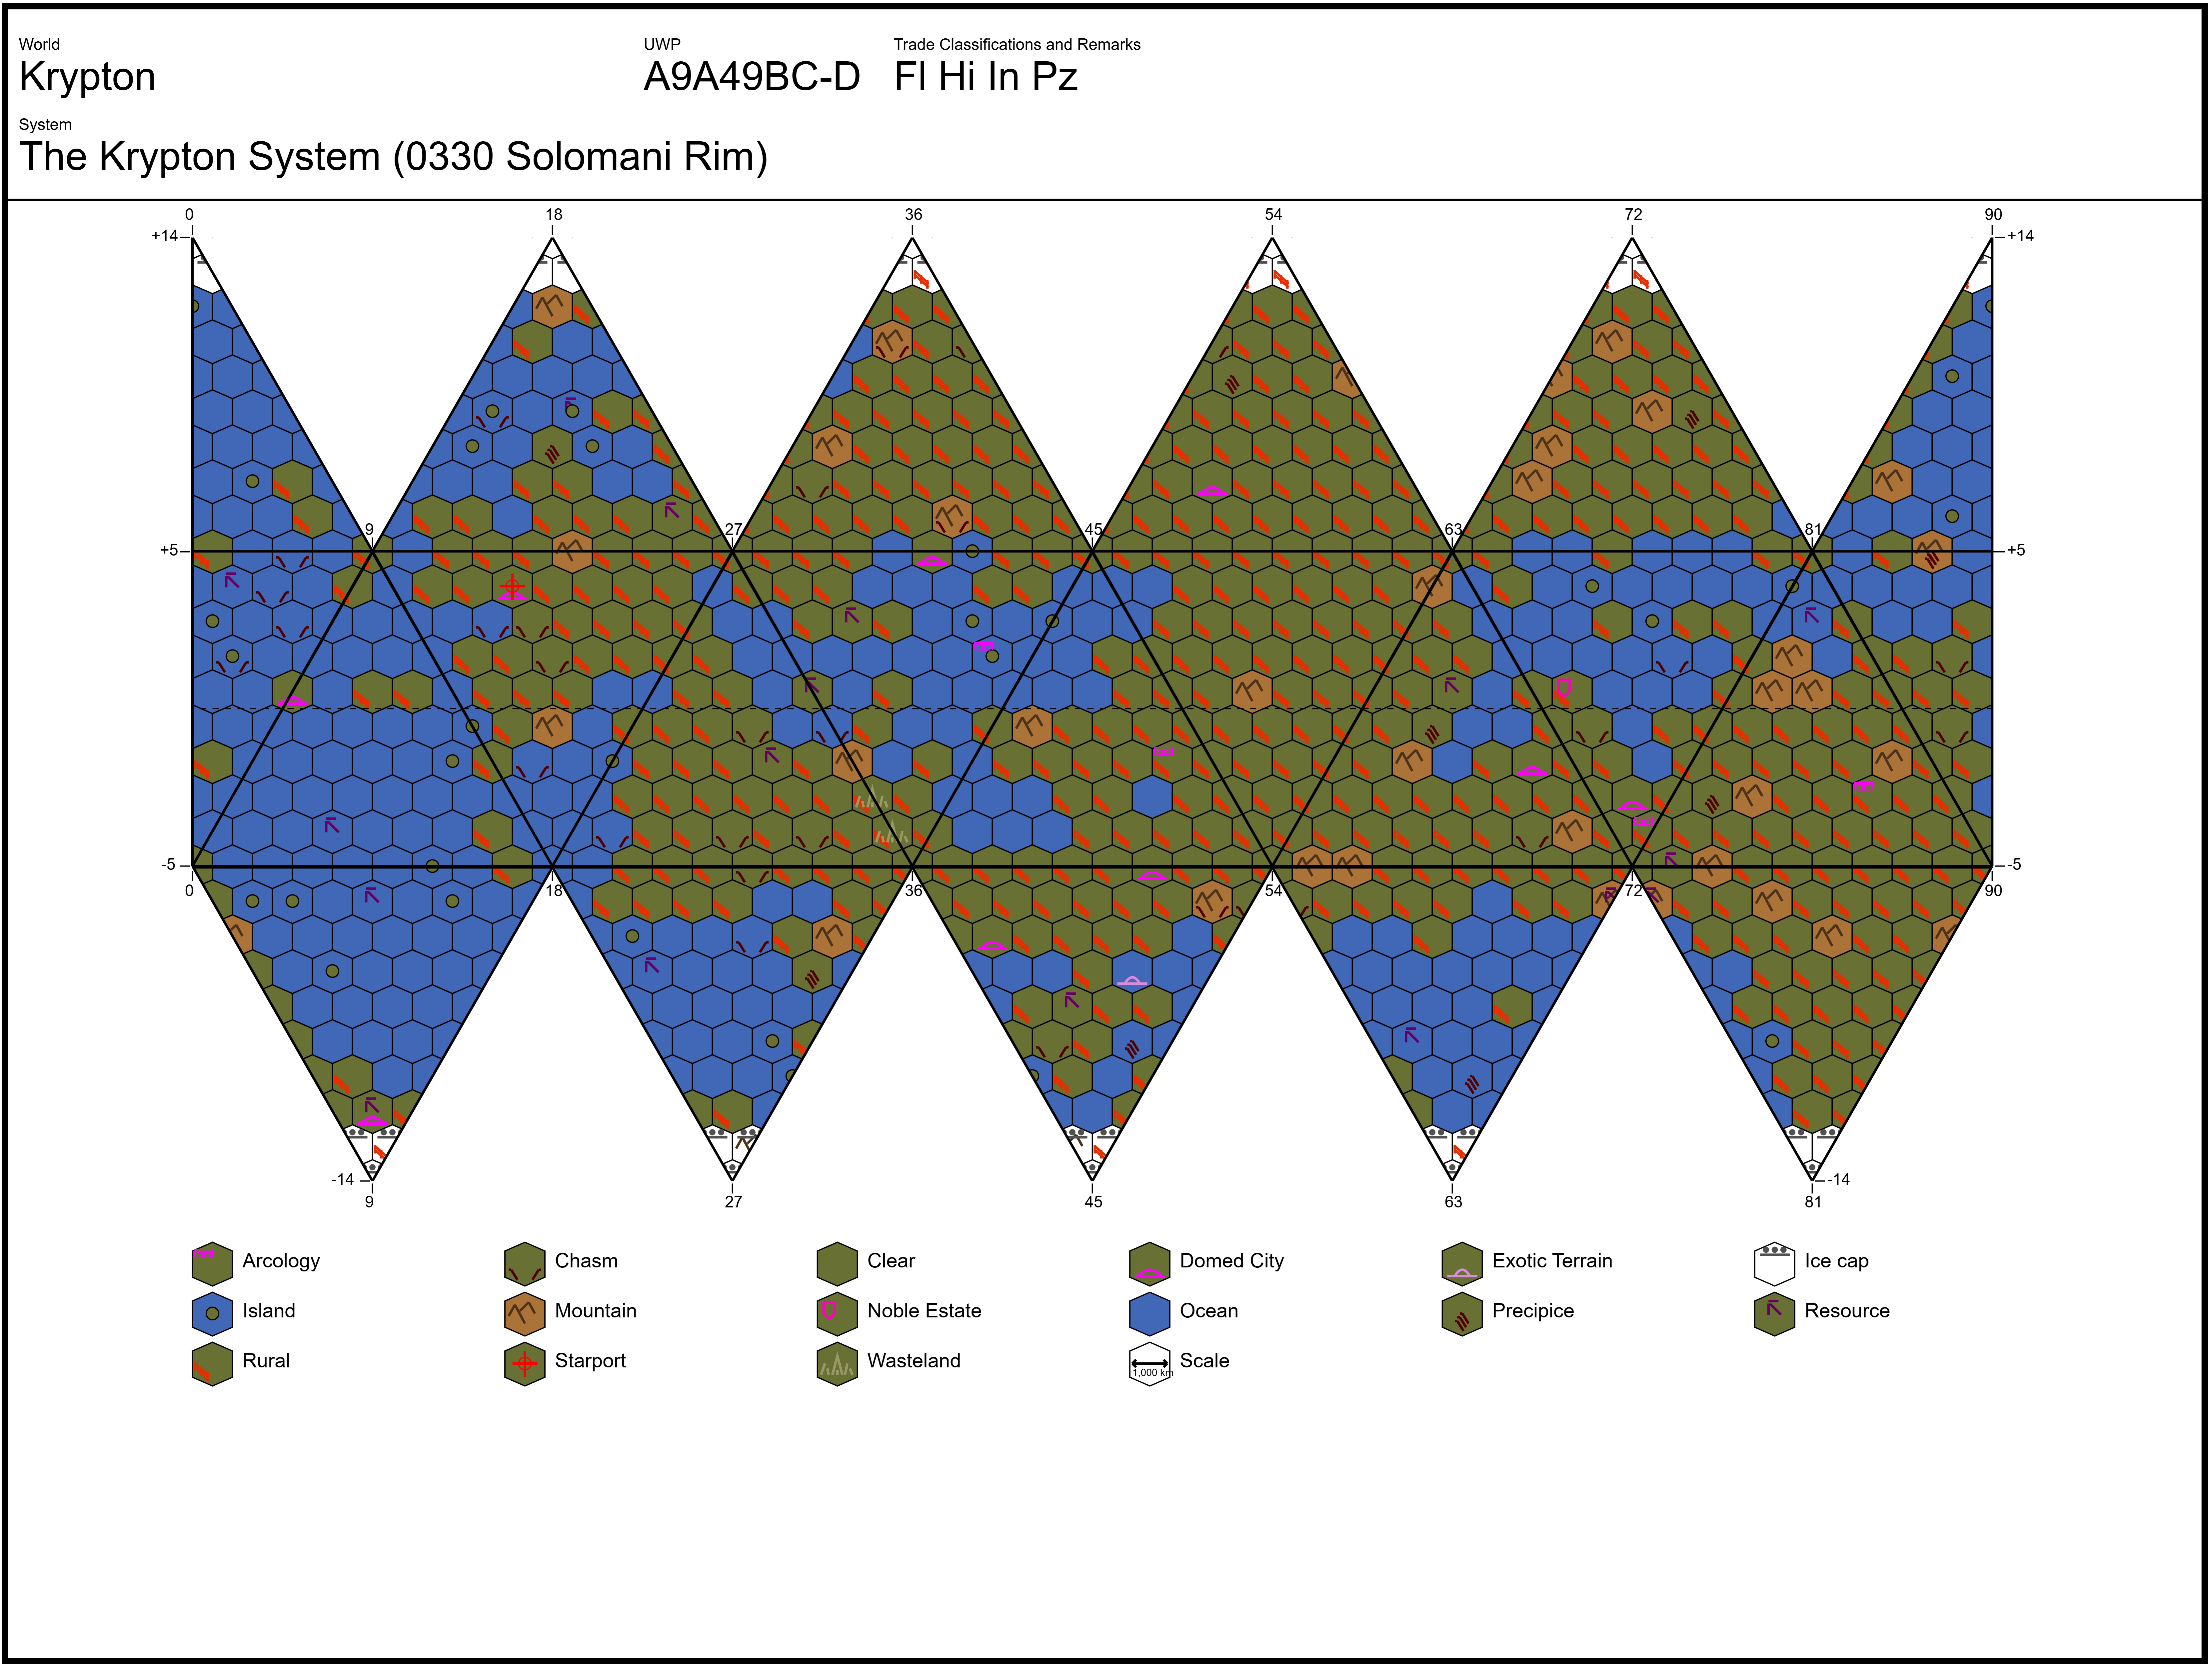 World UWP Trade Classifications and Remarks
Krypton A9A49BC-D Fl Hi In Pz
System
The Krypton System (0330 Solomani Rim)
0 18 36 54 72 90
+14 +14
9 27 45 63 81
+5 +5
-5 -5
0 18 36 54 72 90
-14 -14
9 27 45 63 81
Arcology Chasm Clear Domed City Exotic Terrain Ice cap
Island Mountain Noble Estate Ocean Precipice Resource
Rural Starport Wasteland 1,000 km Scale